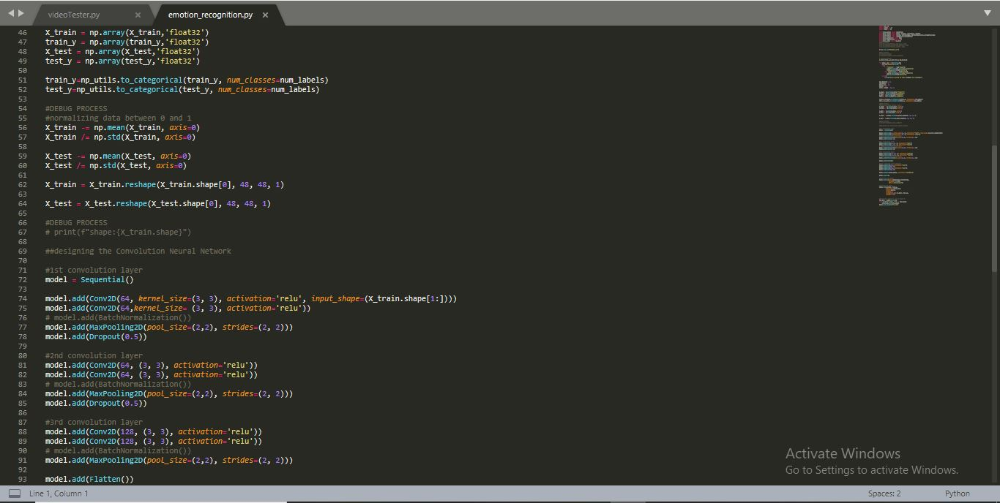 videoTester.py ×
emotion_recognition.py ×
46 X_train = np.array(X_train,'float32')
47 train_y = np.array(train_y,'float32')
48 X_test = np.array(X_test,'float32')
49 test_y = np.array(test_y,'float32')
50
51 train_y=np_utils.to_categorical(train_y, num_classes=num_labels)
52 test_y=np_utils.to_categorical(test_y, num_classes=num_labels)
53
54 #DEBUG PROCESS
55 #normalizing data between 0 and 1
56 X_train -= np.mean(X_train, axis=0)
57 X_train /= np.std(X_train, axis=0)
58
59 X_test -= np.mean(X_test, axis=0)
60 X_test /= np.std(X_test, axis=0)
61
62 X_train = X_train.reshape(X_train.shape[0], 48, 48, 1)
63
64 X_test = X_test.reshape(X_test.shape[0], 48, 48, 1)
65
66 #DEBUG PROCESS
67 # print(f"shape:{X_train.shape}")
68
69 ##designing the Convolution Neural Network
70
71 #1st convolution layer
72 model = Sequential()
73
74 model.add(Conv2D(64, kernel_size=(3, 3), activation='relu', input_shape=(X_train.shape[1:])))
75 model.add(Conv2D(64,kernel_size= (3, 3), activation='relu'))
76 # model.add(BatchNormalization())
77 model.add(MaxPooling2D(pool_size=(2,2), strides=(2, 2)))
78 model.add(Dropout(0.5))
79
80 #2nd convolution layer
81 model.add(Conv2D(64, (3, 3), activation='relu'))
82 model.add(Conv2D(64, (3, 3), activation='relu'))
83 # model.add(BatchNormalization())
84 model.add(MaxPooling2D(pool_size=(2,2), strides=(2, 2)))
85 model.add(Dropout(0.5))
86
87 #3rd convolution layer
88 model.add(Conv2D(128, (3, 3), activation='relu'))
89 model.add(Conv2D(128, (3, 3), activation='relu'))
90 # model.add(BatchNormalization())
91 model.add(MaxPooling2D(pool_size=(2,2), strides=(2, 2)))
92
93 model.add(Flatten())
Activate Windows
Go to Settings to activate Windows.
Line 1, Column 1
Spaces: 2
Python